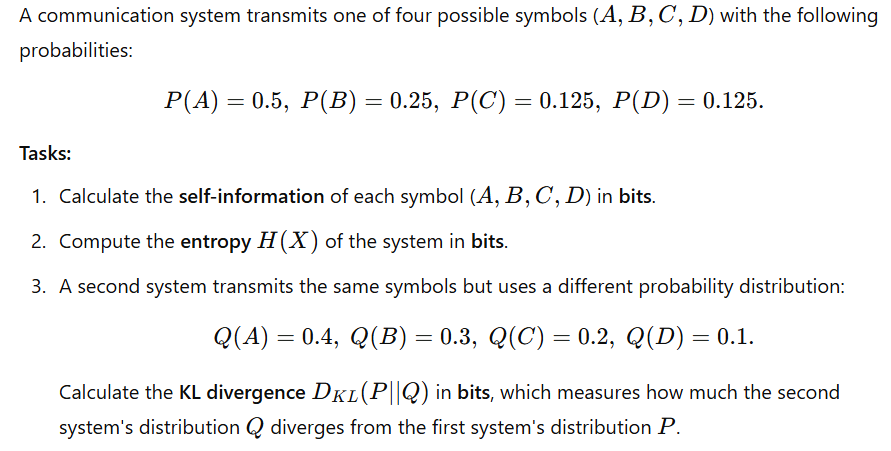 A communication system transmits one of four possible symbols (A, B, C, D) with the following
probabilities:
P(A) = 0.5, P(B) = 0.25, P(C) = 0.125, P(D) = 0.125.
Tasks:
1. Calculate the self-information of each symbol (A, B, C, D) in bits.
2. Compute the entropy H(X) of the system in bits.
3. A second system transmits the same symbols but uses a different probability distribution:
Q(A) = 0.4, Q(B) = 0.3, Q(C) = 0.2, Q(D) = 0.1.
Calculate the KL divergence D_{KL}(P||Q) in bits, which measures how much the second
system's distribution Q diverges from the first system's distribution P.